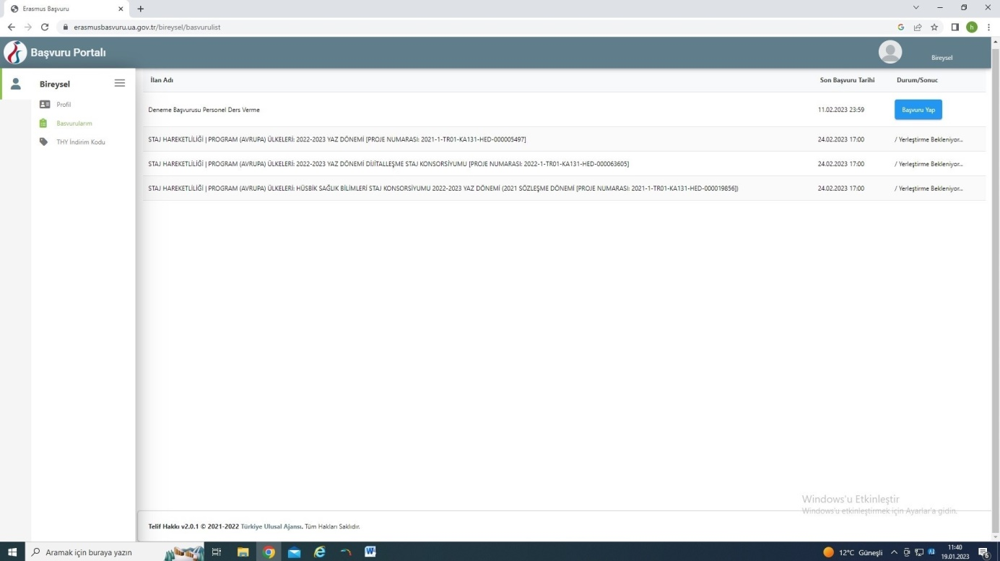 Erasmus Başvuru
erasmusbasvuru.ua.gov.tr/bireysel/basvurulist
h
Başvuru Portalı
Bireysel
Bireysel
Profil
Basvurularım
THY İndirim Kodu
İlan Adı Son Başvuru Tarihi Durum/Sonuc
Deneme Başvurusu Personel Ders Verme 11.02.2023 23:59 Başvuru Yap
STAJ HAREKETLİLİĞİ | PROGRAM (AVRUPA) ÜLKELERİ: 2022-2023 YAZ DÖNEMİ [PROJE NUMARASI: 2021-1-TR01-KA131-HED-000005497] 24.02.2023 17:00 / Yerleştirme Bekleniyor...
STAJ HAREKETLİLİĞİ | PROGRAM (AVRUPA) ÜLKELERİ: 2022-2023 YAZ DÖNEMİ DİJİTALLEŞME STAJ KONSORSİYUMU [PROJE NUMARASI: 2022-1-TR01-KA131-HED-000063605] 24.02.2023 17:00 / Yerleştirme Bekleniyor...
STAJ HAREKETLİLİĞİ | PROGRAM (AVRUPA) ÜLKELERİ: HÜSBİK SAĞLIK BİLİMLERİ STAJ KONSORSİYUMU 2022-2023 YAZ DÖNEMİ (2021 SÖZLEŞME DÖNEMİ [PROJE NUMARASI: 2021-1-TR01-KA131-HED-000019856]) 24.02.2023 17:00 / Yerleştirme Bekleniyor...
Windows'u Etkinleştir
Windows'u etkinleştirmek için Ayarlar'a gidin.
Telif Hakkı v2.0.1 © 2021-2022 Türkiye Ulusal Ajansı. Tüm Hakları Saklıdır.
Aramak için buraya yazın
12°C Güneşli
11:40
19.01.2023
6